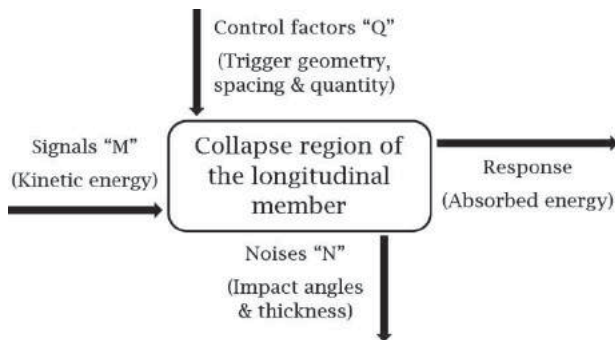 Control factors “Q”
(Trigger geometry,
spacing & quantity)
Signals “M”
(Kinetic energy)
Collapse region of
the longitudinal
member
Response
(Absorbed energy)
Noises “N”
(Impact angles
& thickness)